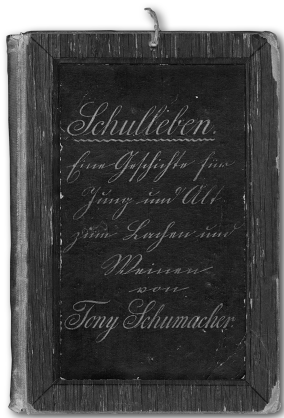 Schulleben.
Eine Geschichte für
Jung und Alt
zum Lachen und
Weinen
von
Tony Schumacher.